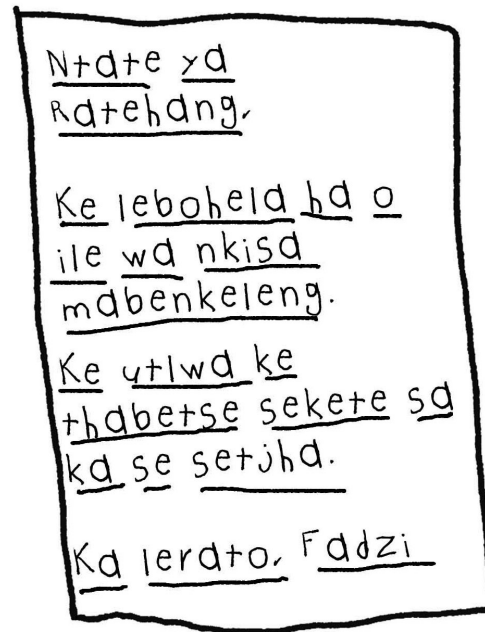 Ntate ya
Ratehang,
Ke lebohela ha o
ile wa nkisa
mabenkeleng.
Ke utlwa ke
thabetse sekete sa
ka se setjha.
Ka lerato, Fadzi